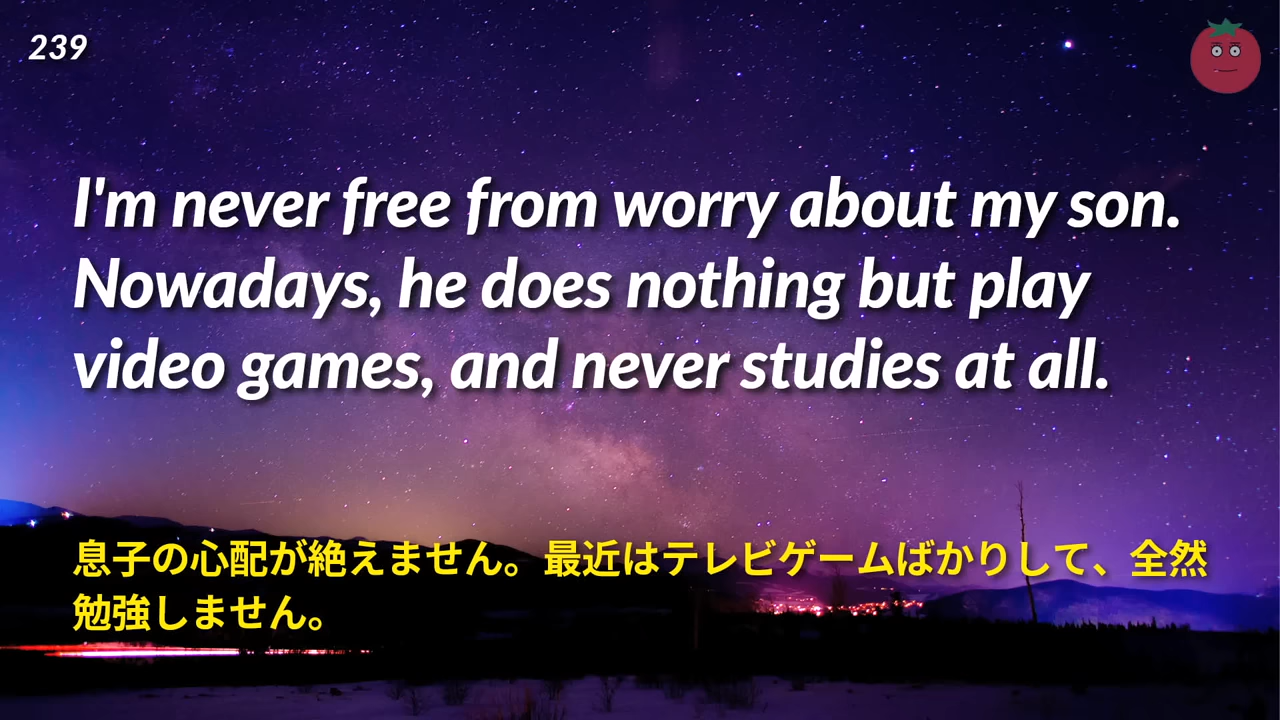 239
I'm never free from worry about my son.
Nowadays, he does nothing but play
video games, and never studies at all.
息子の心配が絶えません。最近はテレビゲームばかりして、全然
勉強しません。